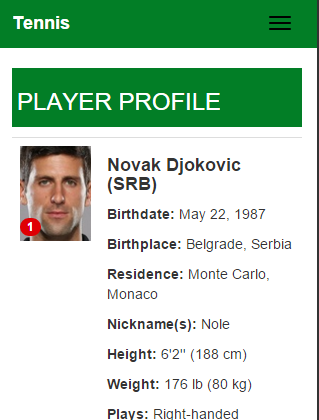 Tennis
PLAYER PROFILE
1
Novak Djokovic
(SRB)
Birthdate: May 22, 1987
Birthplace: Belgrade, Serbia
Residence: Monte Carlo,
Monaco
Nickname(s): Nole
Height: 6'2" (188 cm)
Weight: 176 lb (80 kg)
Plays: Right-handed